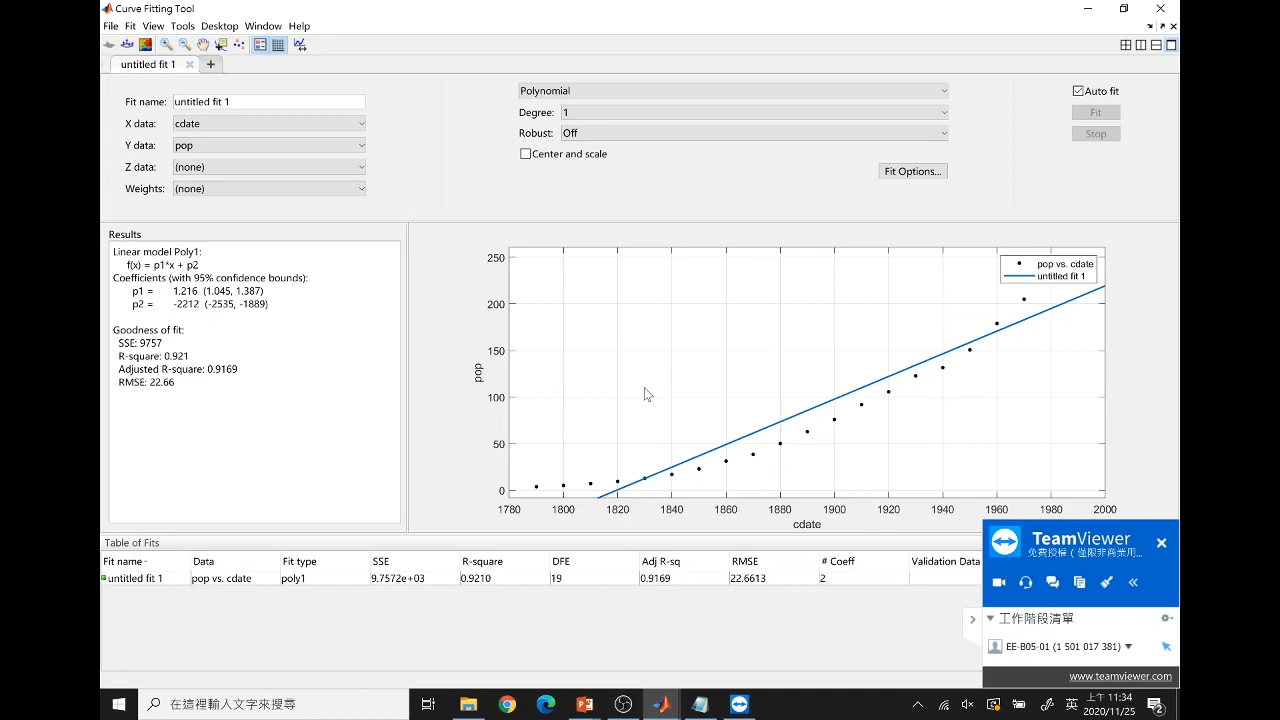 Curve Fitting Tool
File Fit View Tools Desktop Window Help
untitled fit 1
Fit name: untitled fit 1
X data: cdate
Y data: pop
Z data: (none)
Weights: (none)
Polynomial
Degree: 1
Robust: Off
Center and scale
Fit Options...
Auto fit
Fit
Stop
Results
Linear model Poly1:
f(x) = p1*x + p2
Coefficients (with 95% confidence bounds):
p1 = 1.216 (1.045, 1.387)
p2 = -2212 (-2535, -1889)
Goodness of fit:
SSE: 9757
R-square: 0.921
Adjusted R-square: 0.9169
RMSE: 22.66
250
200
150
100
50
0
pop
pop vs. cdate
untitled fit 1
1780 1800 1820 1840 1860 1880 1900 1920 1940 1960 1980 2000
cdate
Table of Fits
Fit name Data Fit type SSE R-square DFE Adj R-sq RMSE # Coeff Validation Data
untitled fit 1 pop vs. cdate poly1 9.7572e+03 0.9210 19 0.9169 22.6613 2
TeamViewer
免費授權（僅限非商業用...
工作階段清單
EE-B05-01 (1 501 017 381)
www.teamviewer.com
在這裡輸入文字來搜尋
英
上午 11:34
2020/11/25
2